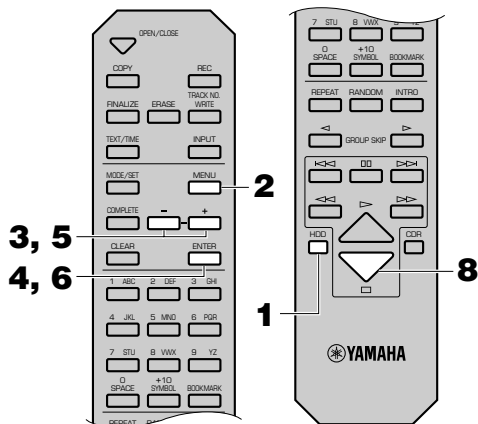 OPEN/CLOSE
COPY REC
FINALIZE ERASE TRACK NO. WRITE
TEXT/TIME INPUT
MODE/SET MENU
COMPLETE – - +
CLEAR ENTER
1 ABC 2 DEF 3 GHI
4 JKL 5 MNO 6 PQR
7 STU 8 VWX 9 YZ
0 SPACE +10 SYMBOL BOOKMARK
2
3, 5
4, 6
7 STU 8 VWX 9 YZ
0 SPACE +10 SYMBOL BOOKMARK
REPEAT RANDOM INTRO
GROUP SKIP
HDD CDR
1
8
YAMAHA